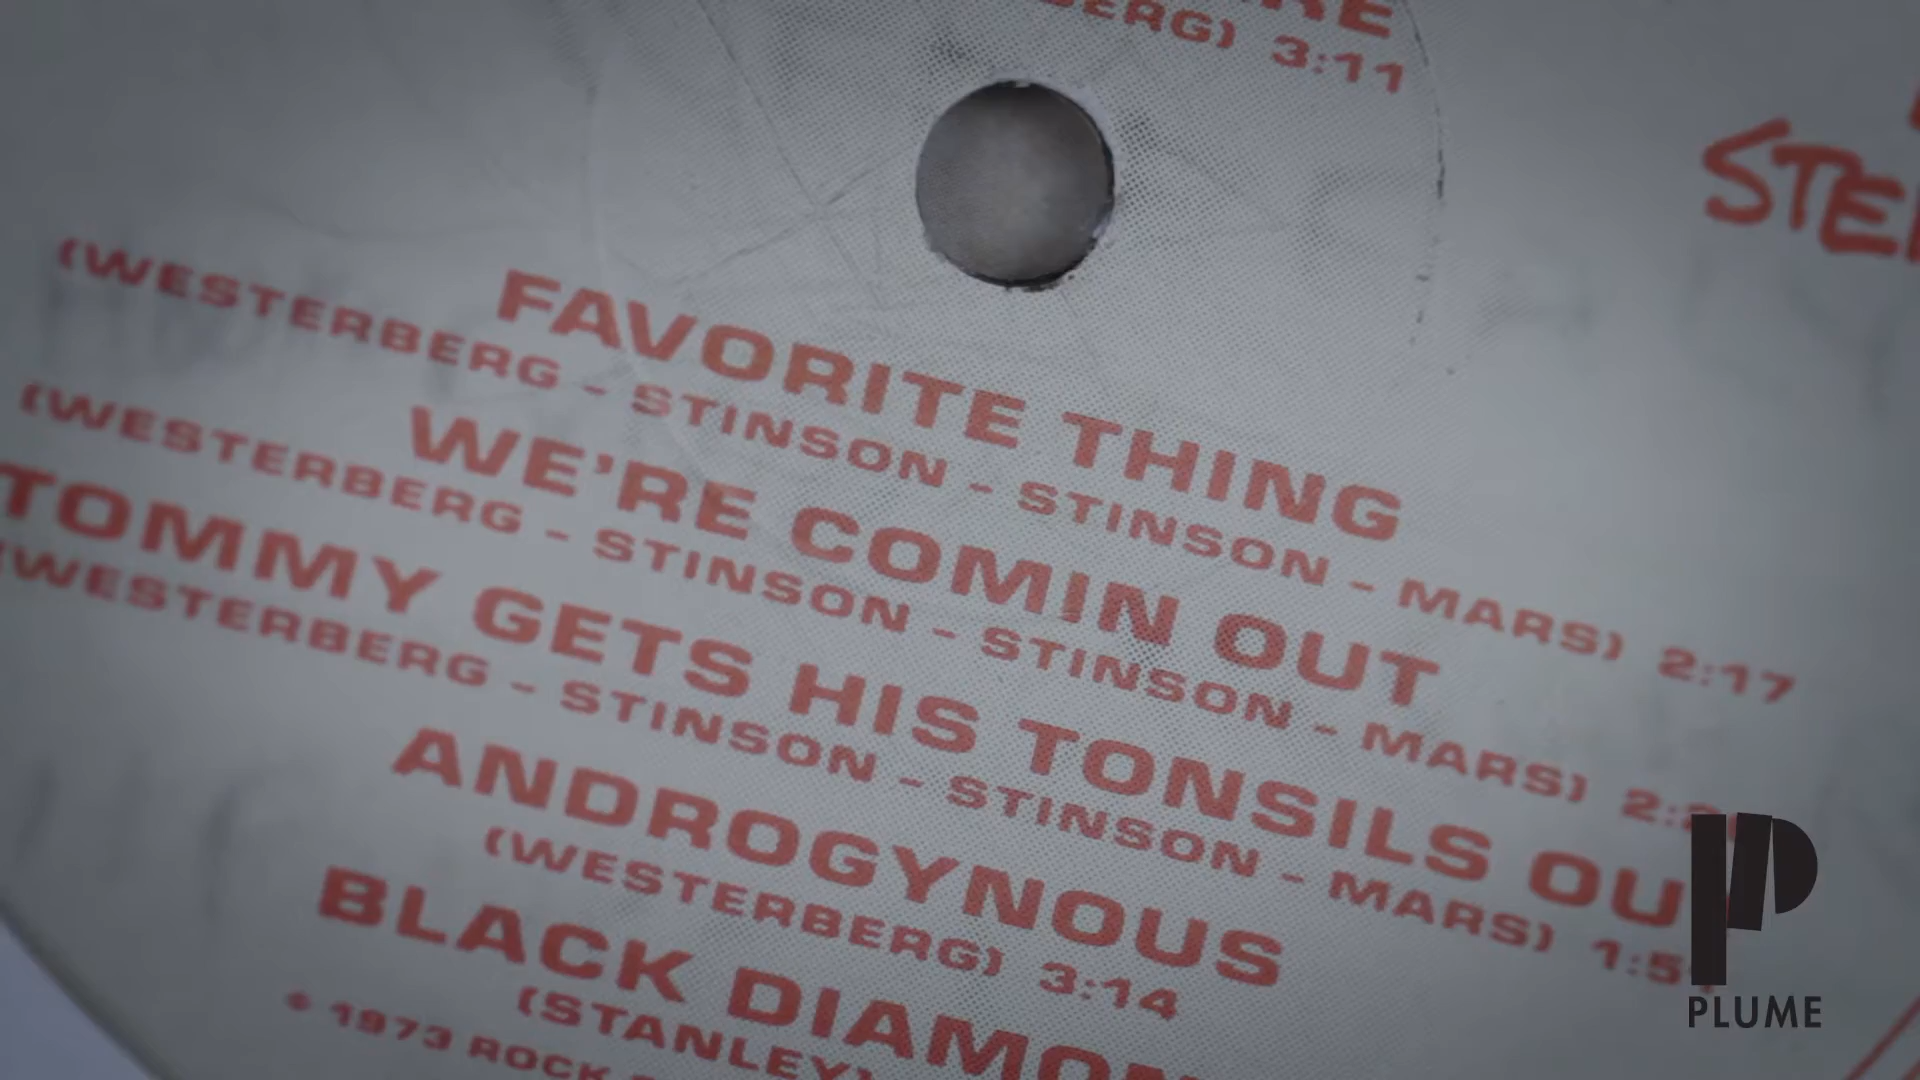 3:11
STE
FAVORITE THING
(WESTERBERG - STINSON - STINSON - MARS) 2:17
WE'RE COMIN OUT
(WESTERBERG - STINSON - STINSON - MARS)
TOMMY GETS HIS TONSILS OU
(WESTERBERG - STINSON - STINSON - MARS)
ANDROGYNOUS
(WESTERBERG) 3:14
BLACK DIAMON
(STANLEY)
© 1973 ROCK
PLUME